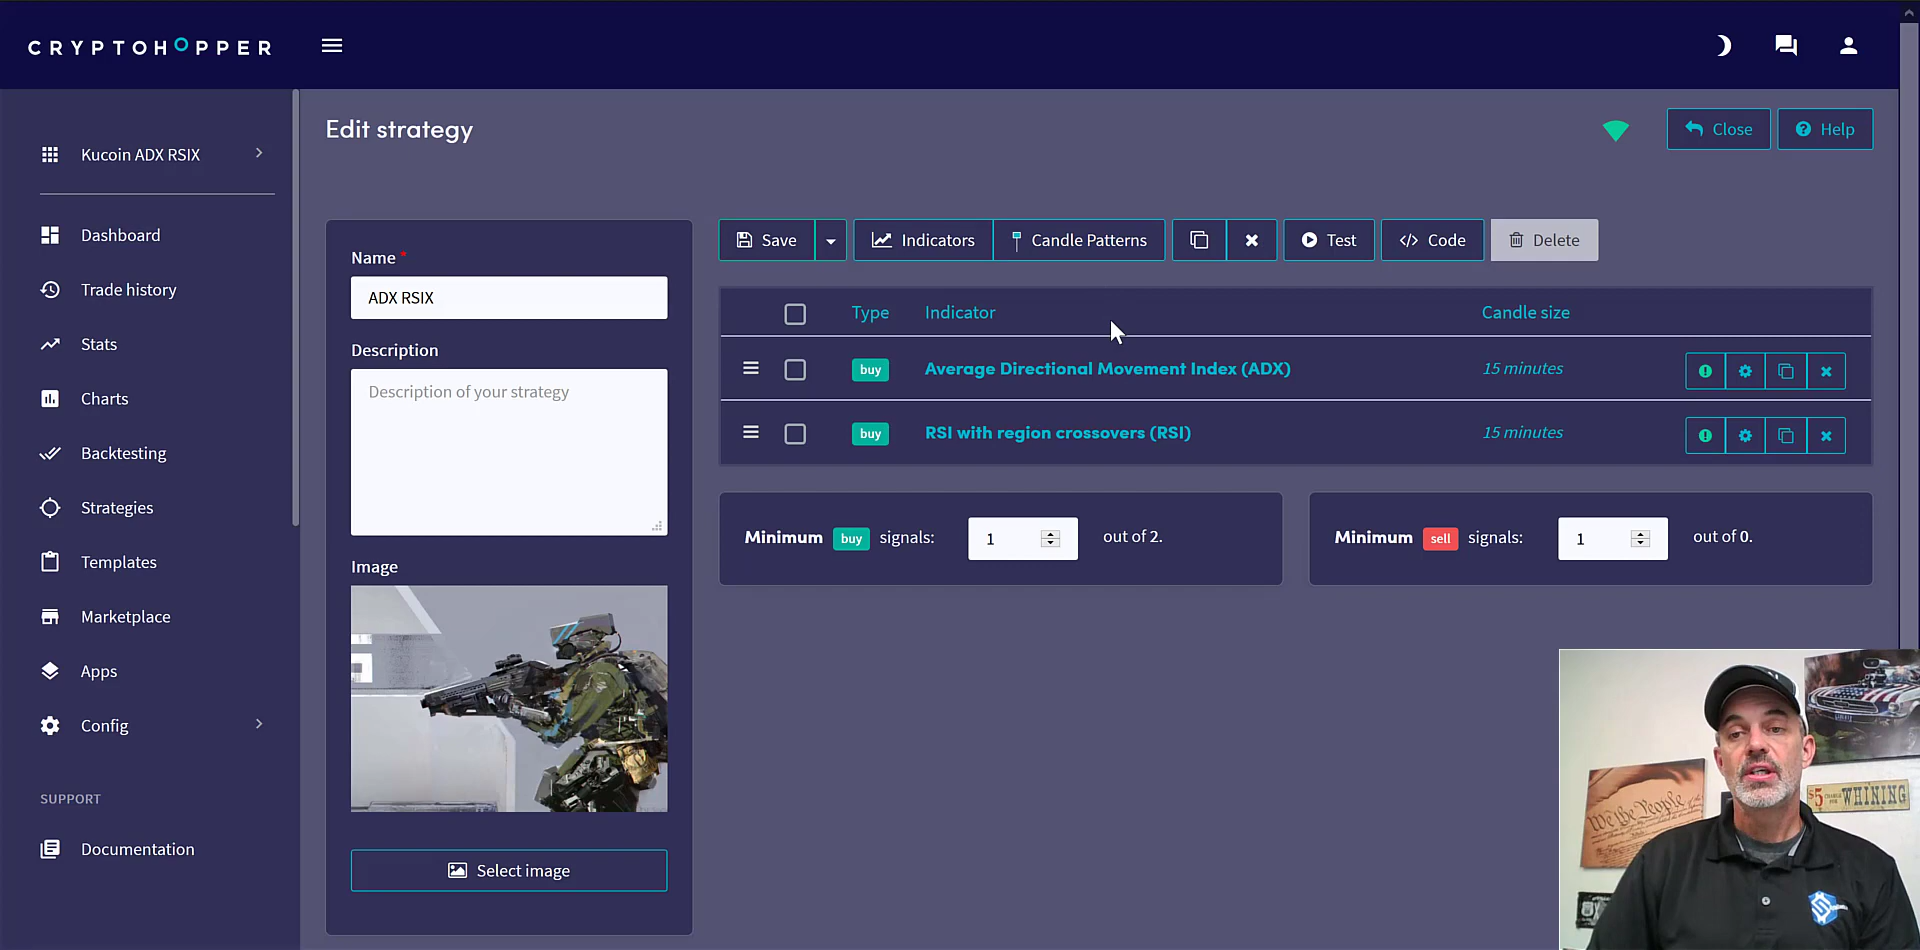 CRYPTOHOPPER
Edit strategy
Close
Help
Kucoin ADX RSIX
Dashboard
Trade history
Stats
Charts
Backtesting
Strategies
Templates
Marketplace
Apps
Config
SUPPORT
Documentation
Name *
ADX RSIX
Description
Description of your strategy
Image
Select image
Save
Indicators
Candle Patterns
Test
</> Code
Delete
Type Indicator Candle size
buy Average Directional Movement Index (ADX) 15 minutes
buy RSI with region crossovers (RSI) 15 minutes
Minimum buy signals: 1 out of 2.
Minimum sell signals: 1 out of 0.
We the People
$5 CHARGE FOR WHINING